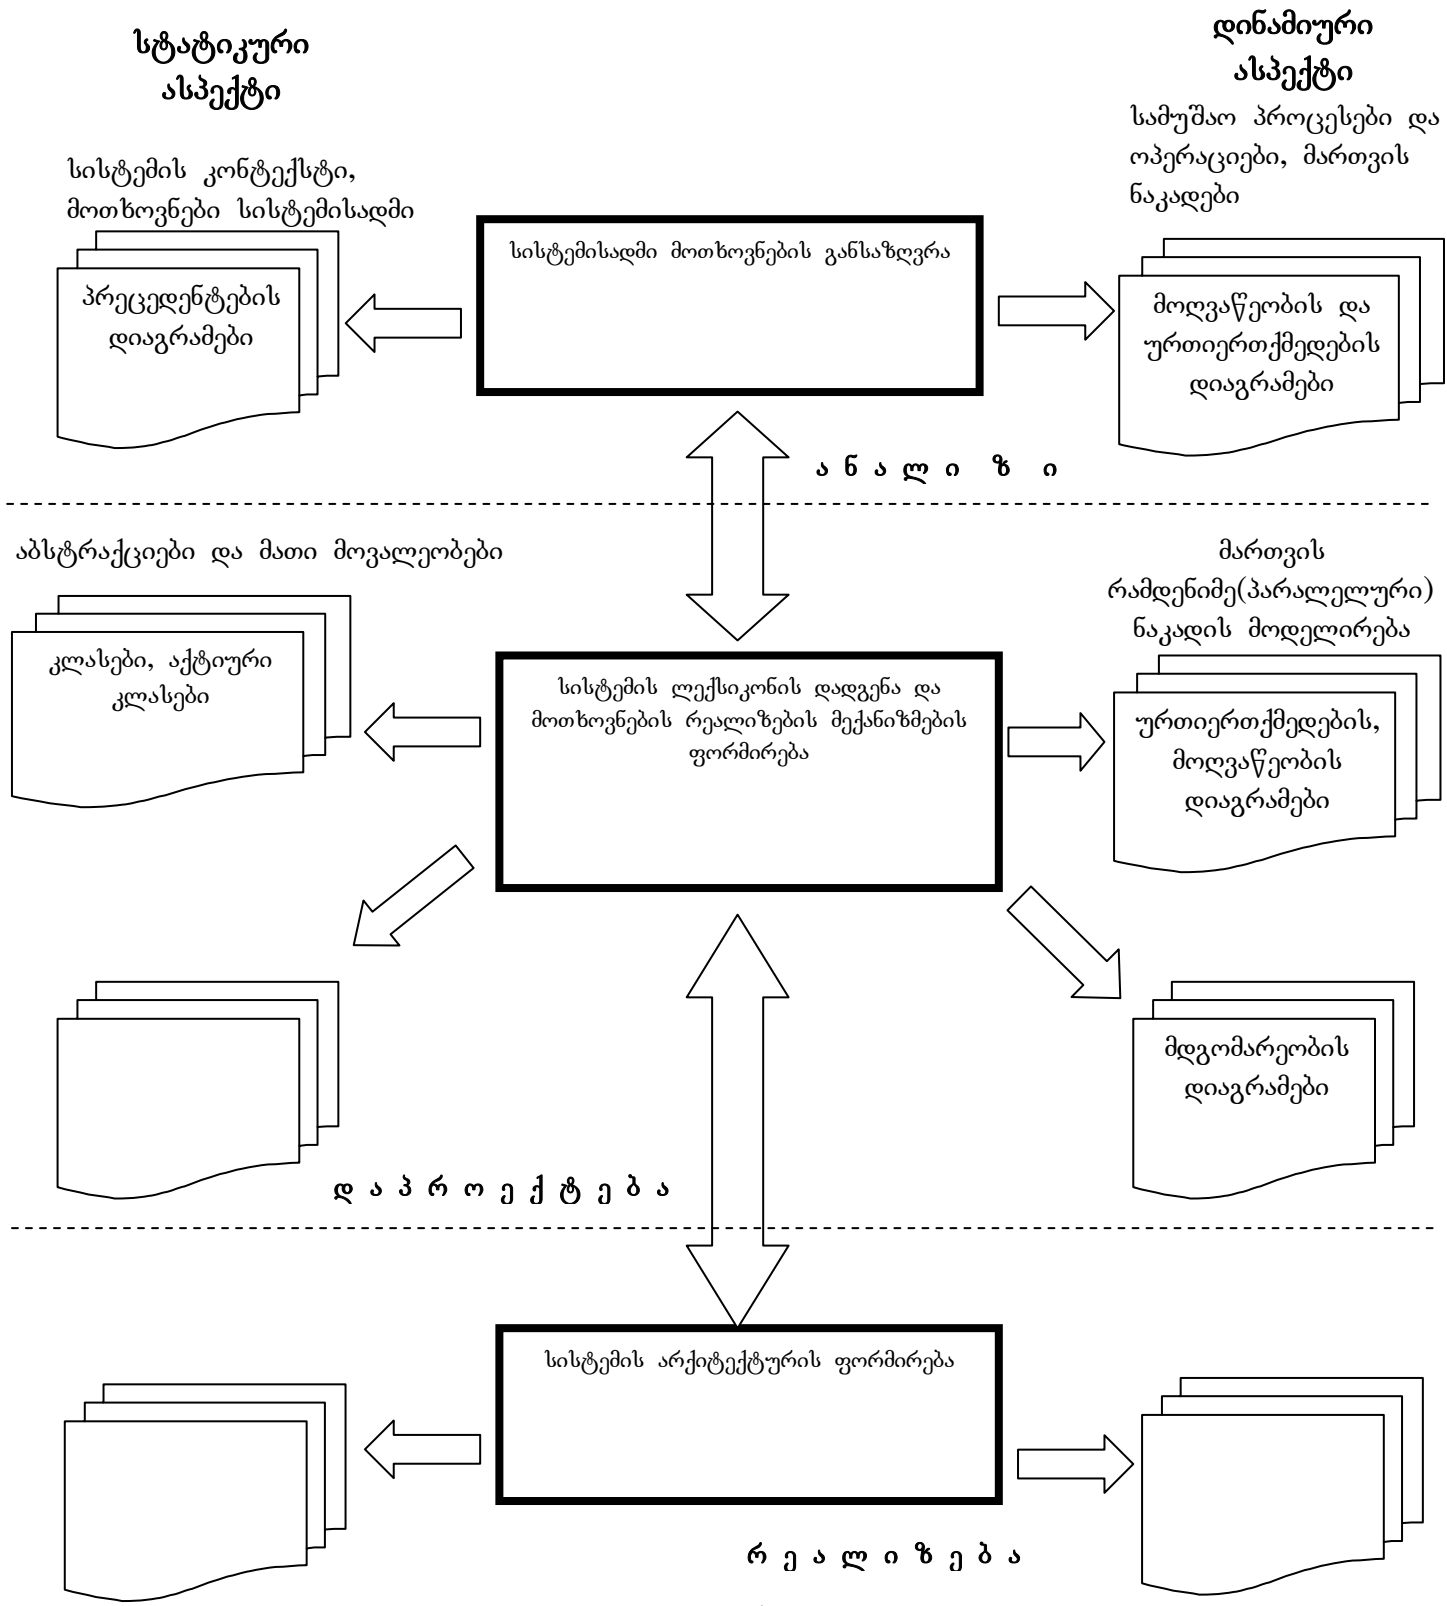 სტატიკური
ასპექტი
დინამიური
ასპექტი
სამუშაო პროცესები და
ოპერაციები, მართვის
ნაკადები
სისტემის კონტექსტი,
მოთხოვნები სისტემისადმი
სისტემისადმი მოთხოვნების განსაზღვრა
პრეცედენტების
დიაგრამები
მოღვაწეობის და
ურთიერთქმედების
დიაგრამები
ა ნ ა ლ ი ზ ი
აბსტრაქციები და მათი მოვალეობები
მართვის
რამდენიმე(პარალელური)
ნაკადის მოდელირება
კლასები, აქტიური
კლასები
სისტემის ლექსიკონის დადგენა და
მოთხოვნების რეალიზების მექანიზმების
ფორმირება
ურთიერთქმედების,
მოღვაწეობის
დიაგრამები
მდგომარეობის
დიაგრამები
დ ა პ რ ო ე ქ ტ ე ბ ა
სისტემის არქიტექტურის ფორმირება
რ ე ა ლ ი ზ ე ბ ა